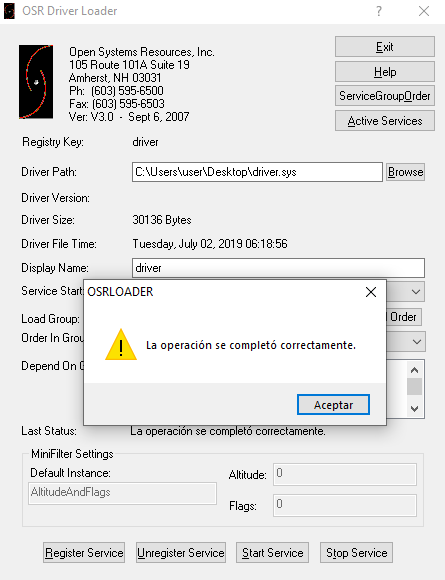 OSR Driver Loader
Open Systems Resources, Inc.
105 Route 101A Suite 19
Amherst, NH 03031
Ph: (603) 595-6500
Fax: (603) 595-6503
Ver: V3.0 - Sept 6, 2007
Exit
Help
ServiceGroupOrder
Active Services
Registry Key: driver
Driver Path: C:\Users\user\Desktop\driver.sys Browse
Driver Version:
Driver Size: 30136 Bytes
Driver File Time: Tuesday, July 02, 2019 06:18:56
Display Name: driver
Service Start
OSRLOADER
Load Group: Order
Order In
La operación se completó correctamente.
Depend On
Aceptar
Last Status: La operación se completó correctamente.
MiniFilter Settings
Default Instance: Altitude: 0
AltitudeAndFlags
Flags: 0
Register Service Unregister Service Start Service Stop Service